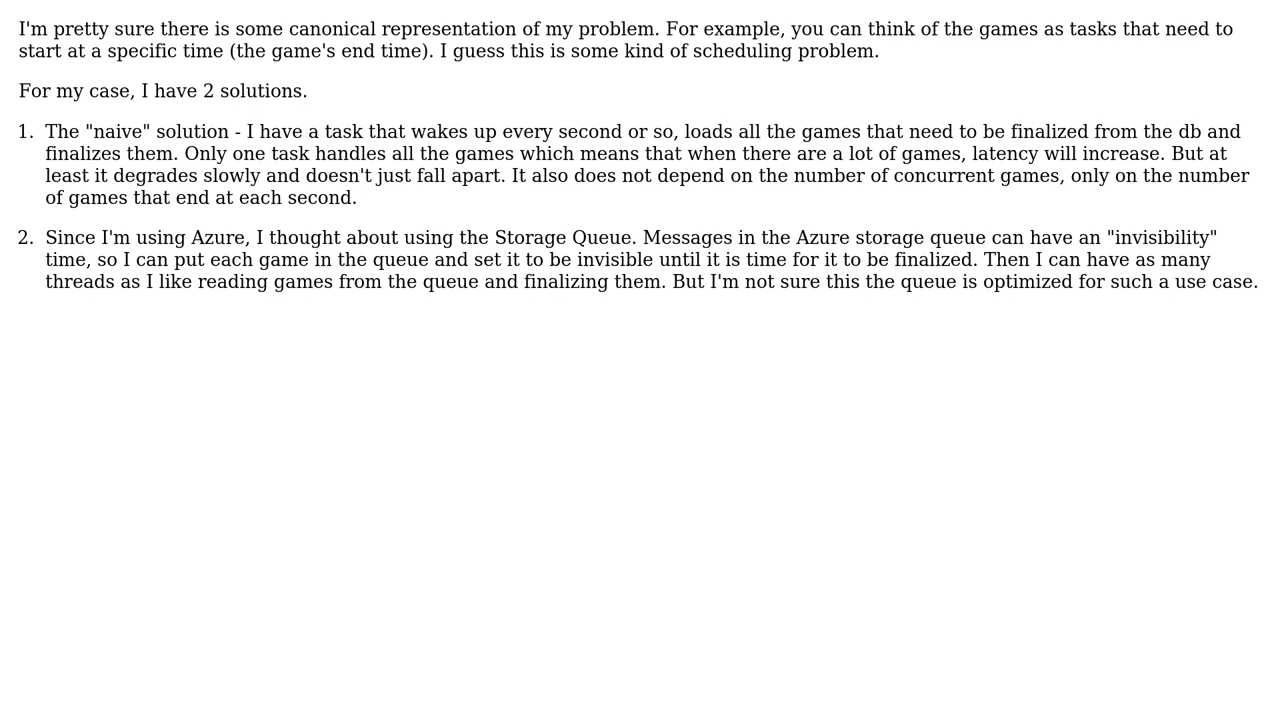 I'm pretty sure there is some canonical representation of my problem. For example, you can think of the games as tasks that need to
start at a specific time (the game's end time). I guess this is some kind of scheduling problem.
For my case, I have 2 solutions.
1. The "naive" solution - I have a task that wakes up every second or so, loads all the games that need to be finalized from the db and
finalizes them. Only one task handles all the games which means that when there are a lot of games, latency will increase. But at
least it degrades slowly and doesn't just fall apart. It also does not depend on the number of concurrent games, only on the number
of games that end at each second.
2. Since I'm using Azure, I thought about using the Storage Queue. Messages in the Azure storage queue can have an "invisibility"
time, so I can put each game in the queue and set it to be invisible until it is time for it to be finalized. Then I can have as many
threads as I like reading games from the queue and finalizing them. But I'm not sure this the queue is optimized for such a use case.